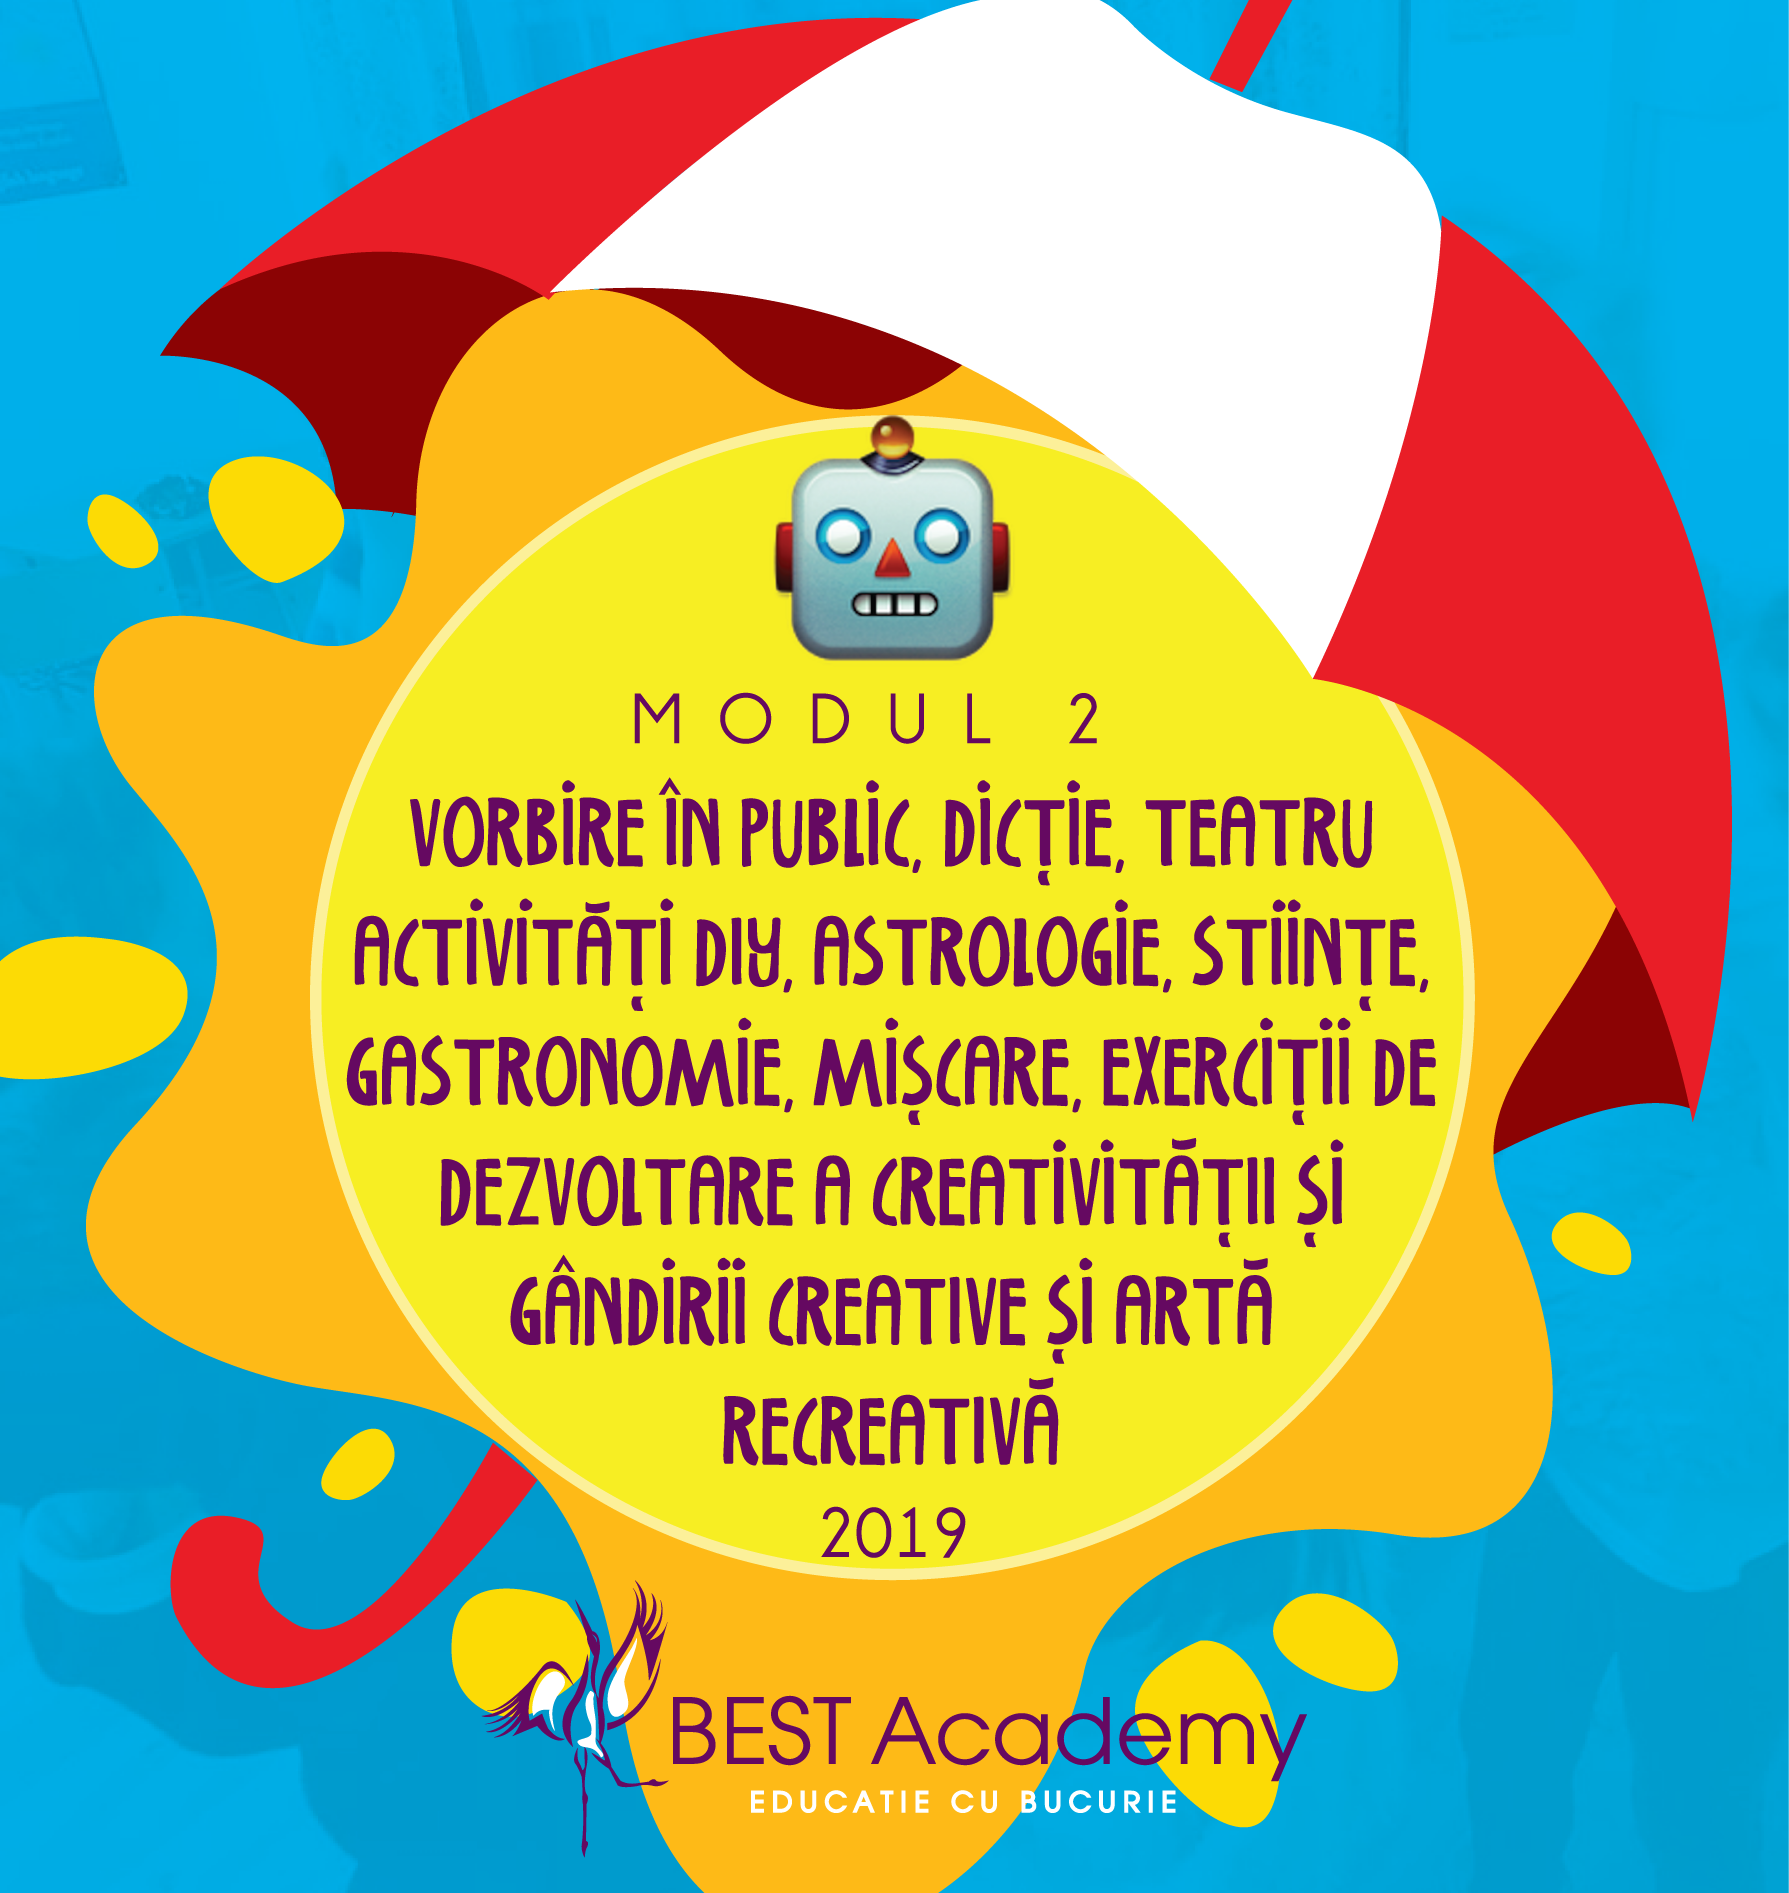 MODUL 2
VORBIRE ÎN PUBLIC, DICȚIE, TEATRU
ACTIVITĂȚI DIY, ASTROLOGIE, STIINȚE,
GASTRONOMIE, MIȘCARE, EXERCIȚII DE
DEZVOLTARE A CREATIVITĂȚII ȘI
GÂNDIRII CREATIVE ȘI ARTĂ
RECREATIVĂ
2019
BEST Academy
EDUCATIE CU BUCURIE